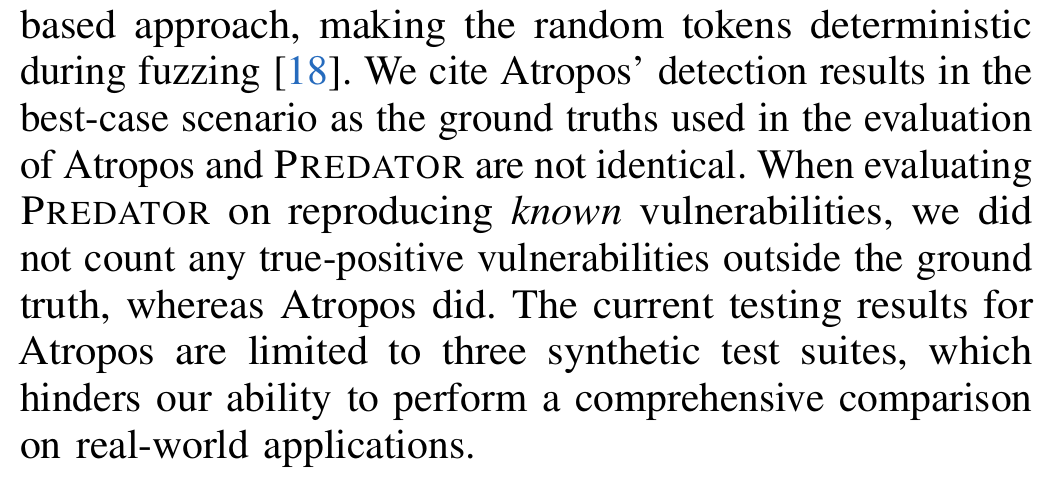 based approach, making the random tokens deterministic
during fuzzing [18]. We cite Atropos’ detection results in the
best-case scenario as the ground truths used in the evaluation
of Atropos and PREDATOR are not identical. When evaluating
PREDATOR on reproducing known vulnerabilities, we did
not count any true-positive vulnerabilities outside the ground
truth, whereas Atropos did. The current testing results for
Atropos are limited to three synthetic test suites, which
hinders our ability to perform a comprehensive comparison
on real-world applications.